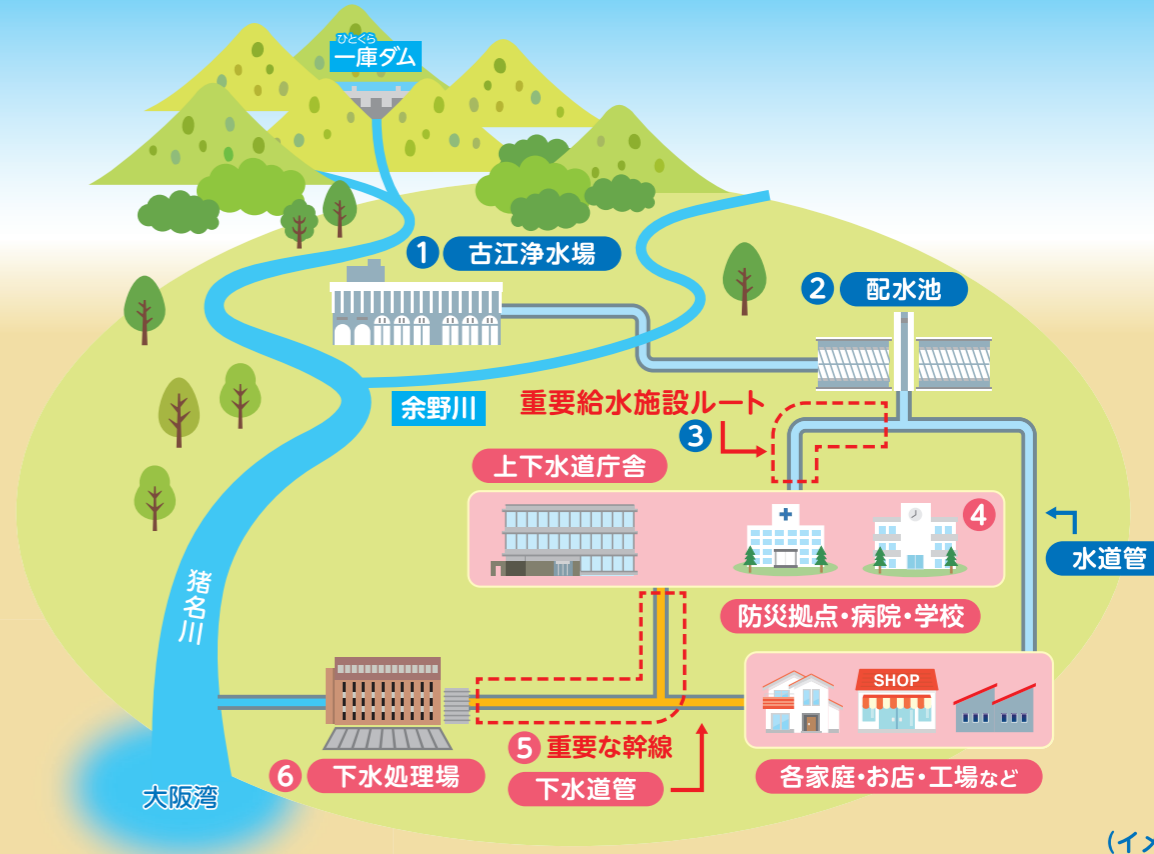 ひとくら
一庫ダム
1 古江浄水場
2 配水池
余野川
重要給水施設ルート
3
上下水道庁舎
4
水道管
猪名川
防災拠点・病院・学校
SHOP
5 重要な幹線
6 下水処理場
下水道管
各家庭・お店・工場など
大阪湾
(イ